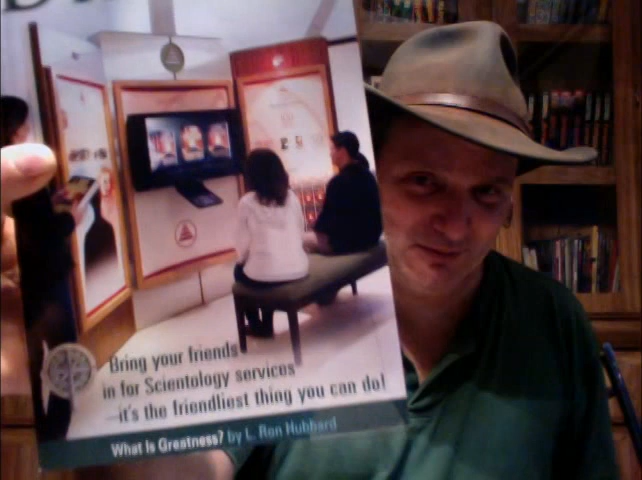 Bring your friends
in for Scientology services
—it's the friendliest thing you can do!
What Is Greatness? by L. Ron Hubbard